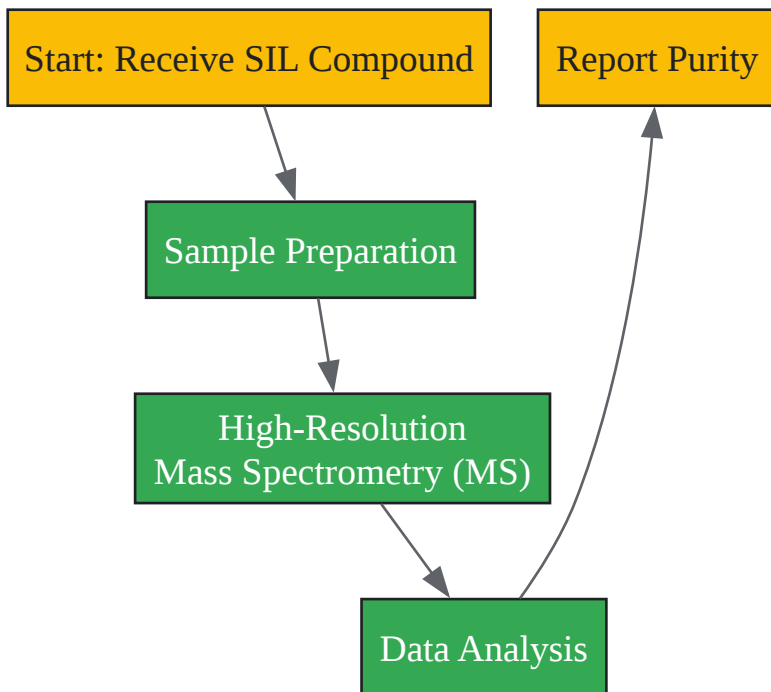 Start: Receive SIL Compound
Report Purity
Sample Preparation
High-Resolution
Mass Spectrometry (MS)
Data Analysis